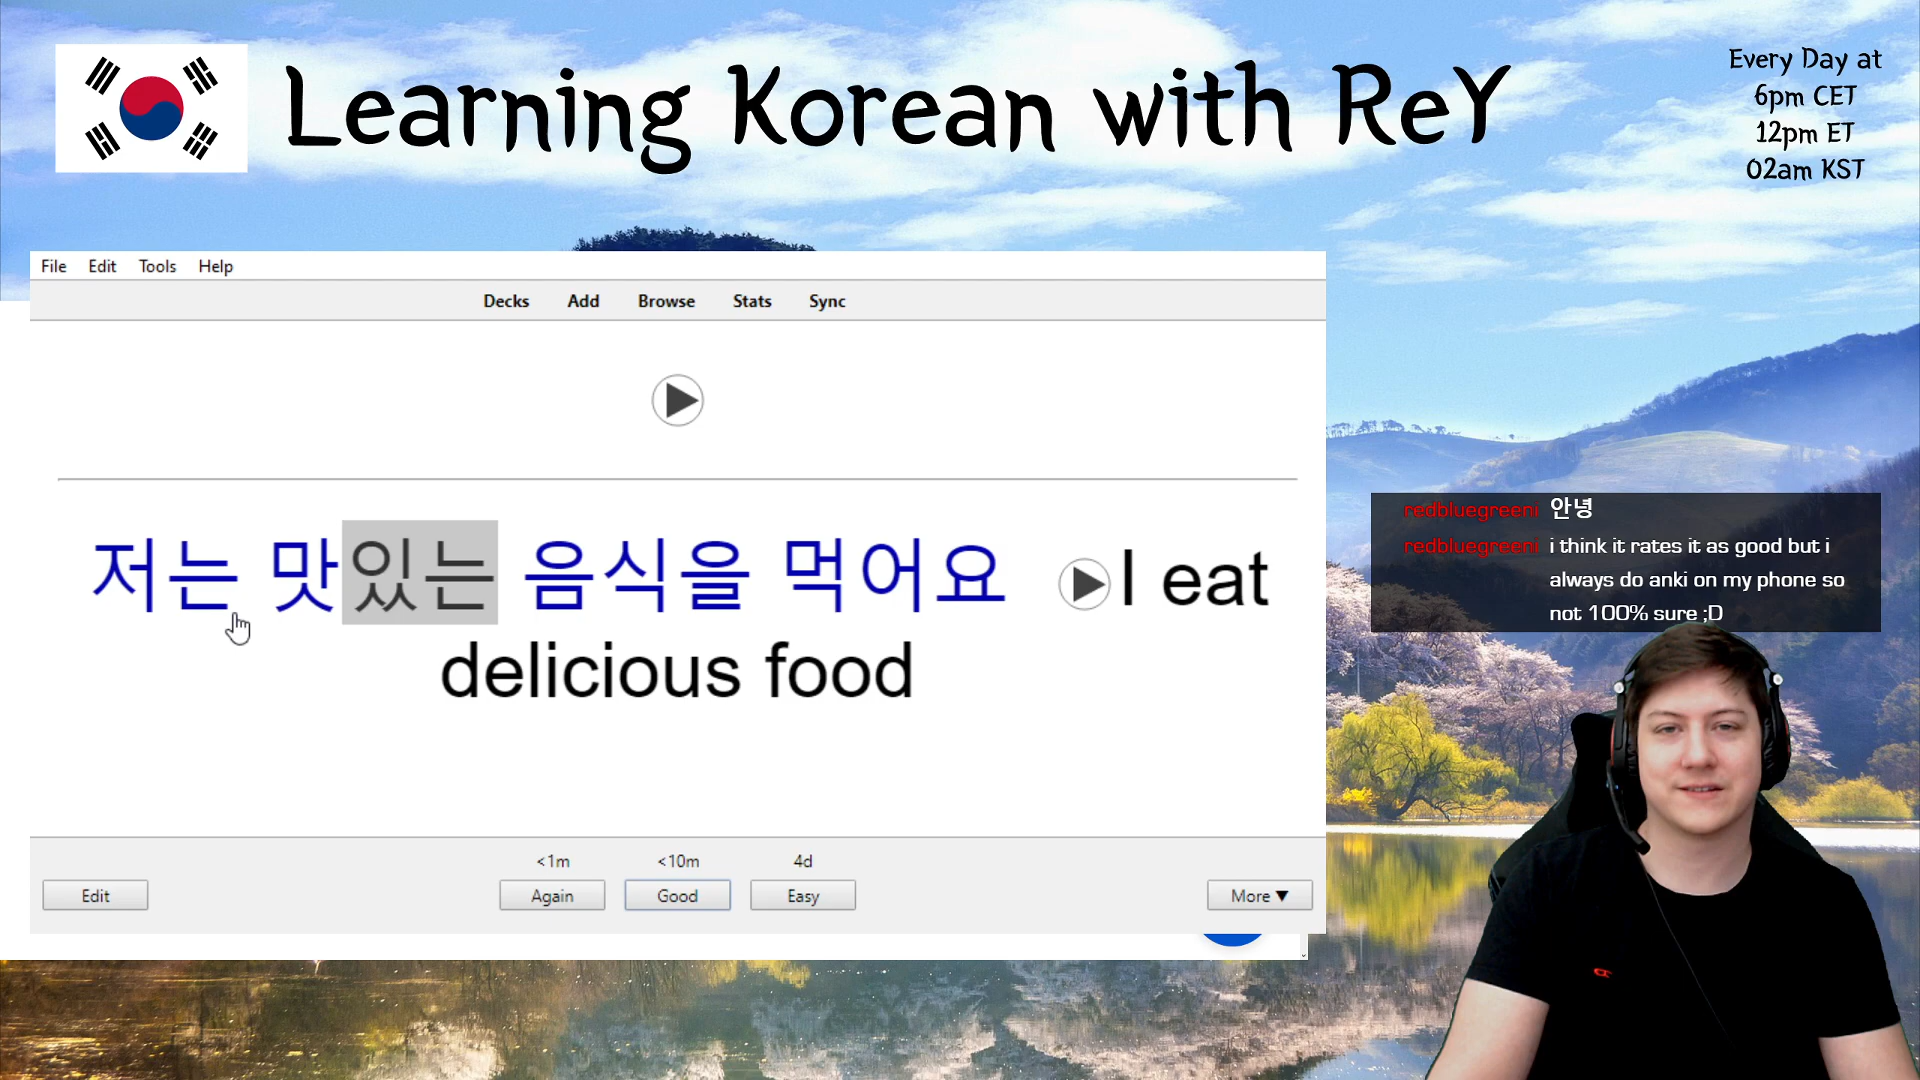 Learning Korean with ReY
Every Day at
6pm CET
12pm ET
02am KST
File Edit Tools Help
Decks Add Browse Stats Sync
저는 맛있는 음식을 먹어요 I eat
delicious food
redbluegreeni 안녕
redbluegreeni i think it rates it as good but i
always do anki on my phone so
not 100% sure ;D
<1m <10m 4d
Edit Again Good Easy More ▼